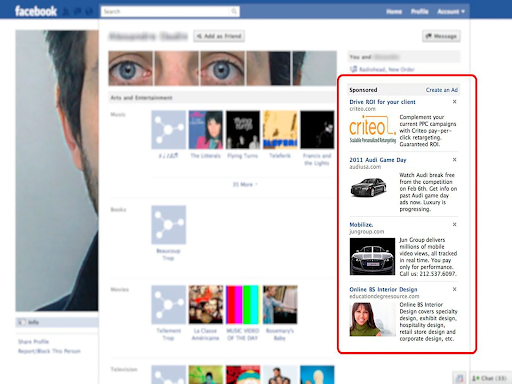 facebook
Search
Home Profile Account
Add as Friend
Message
You and
Radiohead, New Order
Arts and Entertainment
Music
The Literals
Flying Turns
Teleferik
Francis and the Lights
35 More
Books
Beaucoup Trop
Movies
Tellement Trop
La Classe Américaine
MUSIC VIDEO OF THE DAY
Rosemary's Baby
Television
Info
Share Profile
Report/Block This Person
Sponsored Create an Ad
Drive ROI for your client
criteo.com
criteo
Scalable Personalized Retargeting
Complement your
current PPC campaigns
with Criteo pay-per-
click retargeting.
Guaranteed ROI.
2011 Audi Game Day
audiusa.com
Watch Audi break free
from the competition
on Feb 6th. Get info on
past Audi game day
ads now. Luxury is
progressing.
Mobilize.
jungroup.com
Jun Group delivers
millions of mobile
video views, all tracked
in real time. You pay
only for performance.
Call us: 212.537.6097.
Online BS Interior Design
educationdegreesource.com
Online BS Interior
Design covers specialty
design, exhibit design,
hospitality design,
retail store design and
corporate design, etc.
Chat (33)